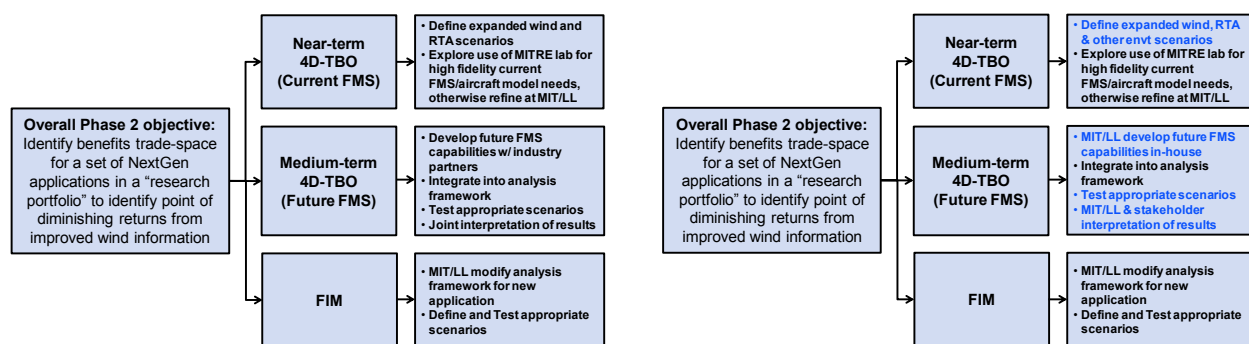 Overall Phase 2 objective:
Identify benefits trade-space
for a set of NextGen
applications in a “research
portfolio” to identify point of
diminishing returns from
improved wind information
Near-term
4D-TBO
(Current FMS)
• Define expanded wind and
RTA scenarios
• Explore use of MITRE lab for
high fidelity current
FMS/aircraft model needs,
otherwise refine at MIT/LL
Medium-term
4D-TBO
(Future FMS)
• Develop future FMS
capabilities w/ industry
partners
• Integrate into analysis
framework
• Test appropriate scenarios
• Joint interpretation of results
FIM
• MIT/LL modify analysis
framework for new
application
• Define and Test appropriate
scenarios
Overall Phase 2 objective:
Identify benefits trade-space
for a set of NextGen
applications in a “research
portfolio” to identify point of
diminishing returns from
improved wind information
Near-term
4D-TBO
(Current FMS)
• Define expanded wind, RTA
& other envt scenarios
• Explore use of MITRE lab for
high fidelity current
FMS/aircraft model needs,
otherwise refine at MIT/LL
Medium-term
4D-TBO
(Future FMS)
• MIT/LL develop future FMS
capabilities in-house
• Integrate into analysis
framework
• Test appropriate scenarios
• MIT/LL & stakeholder
interpretation of results
FIM
• MIT/LL modify analysis
framework for new
application
• Define and Test appropriate
scenarios